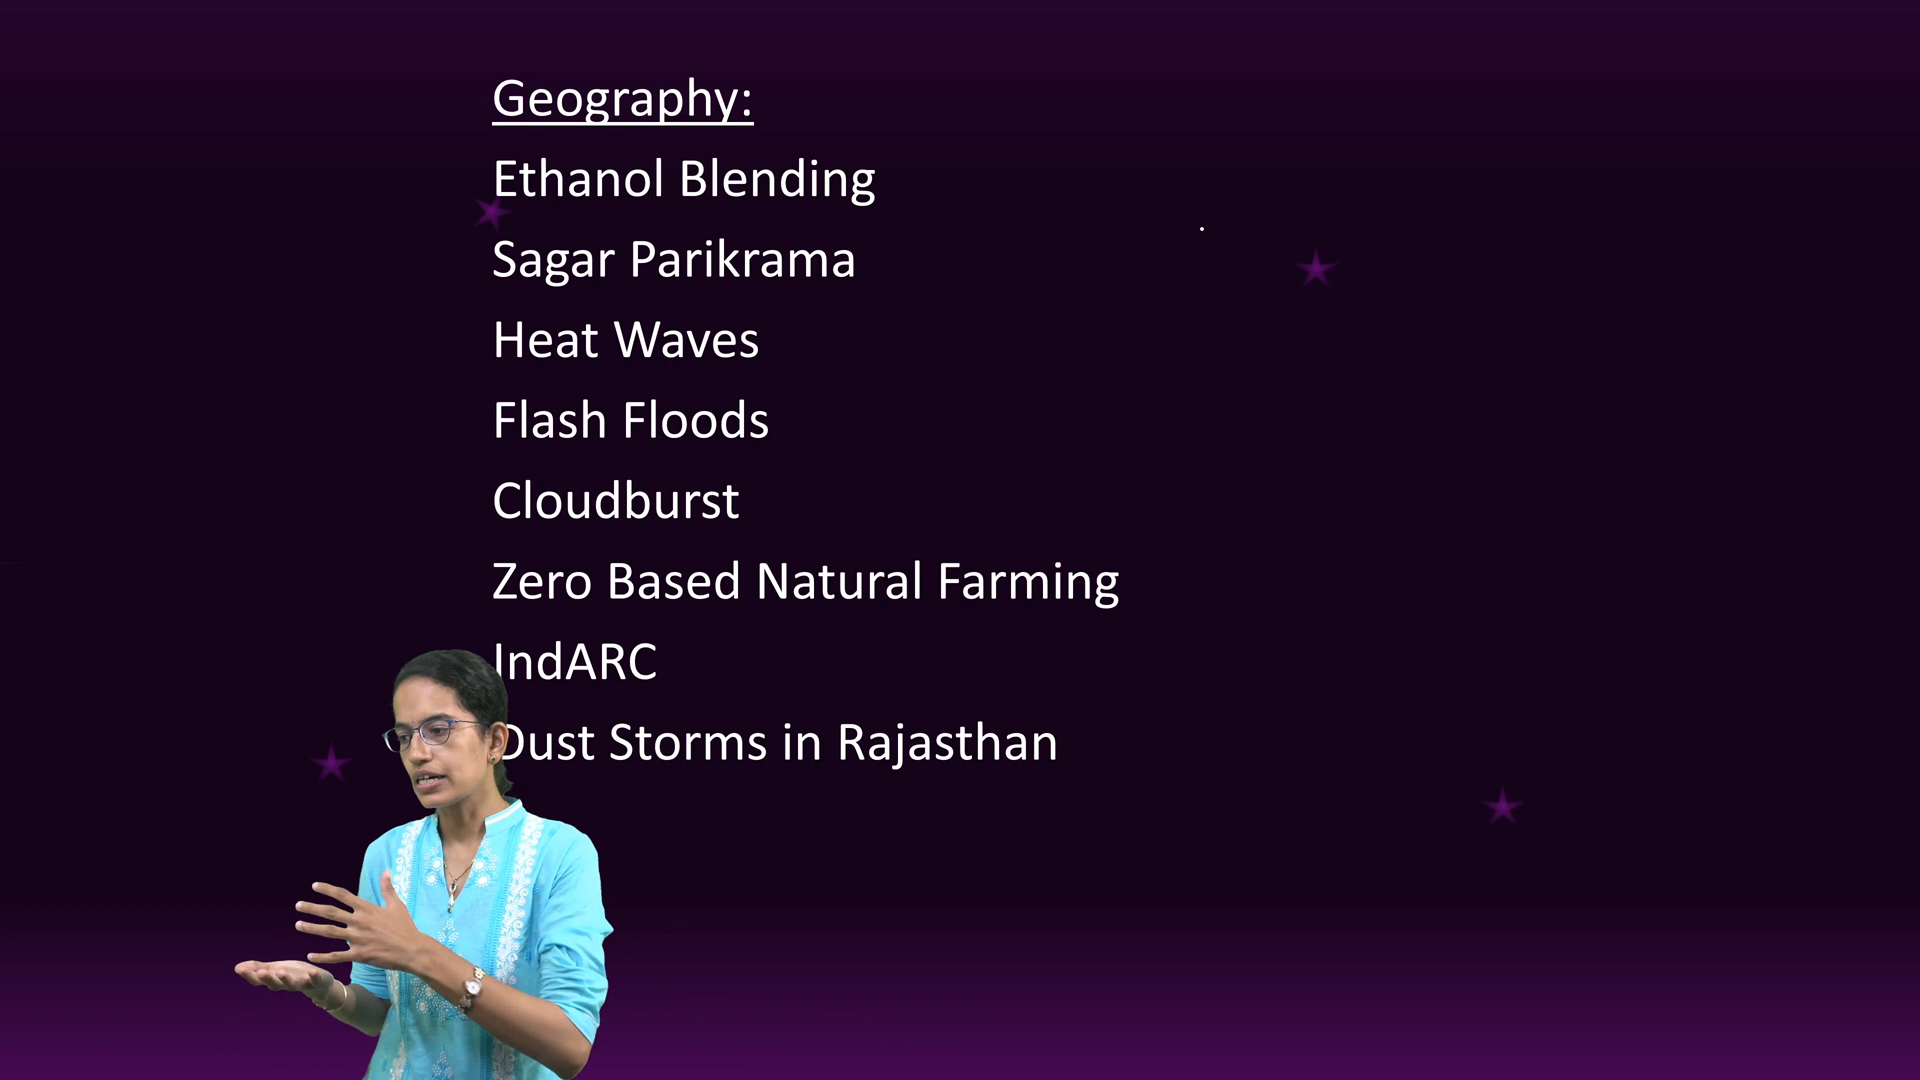 Geography:
Ethanol Blending
Sagar Parikrama
Heat Waves
Flash Floods
Cloudburst
Zero Based Natural Farming
IndARC
Dust Storms in Rajasthan